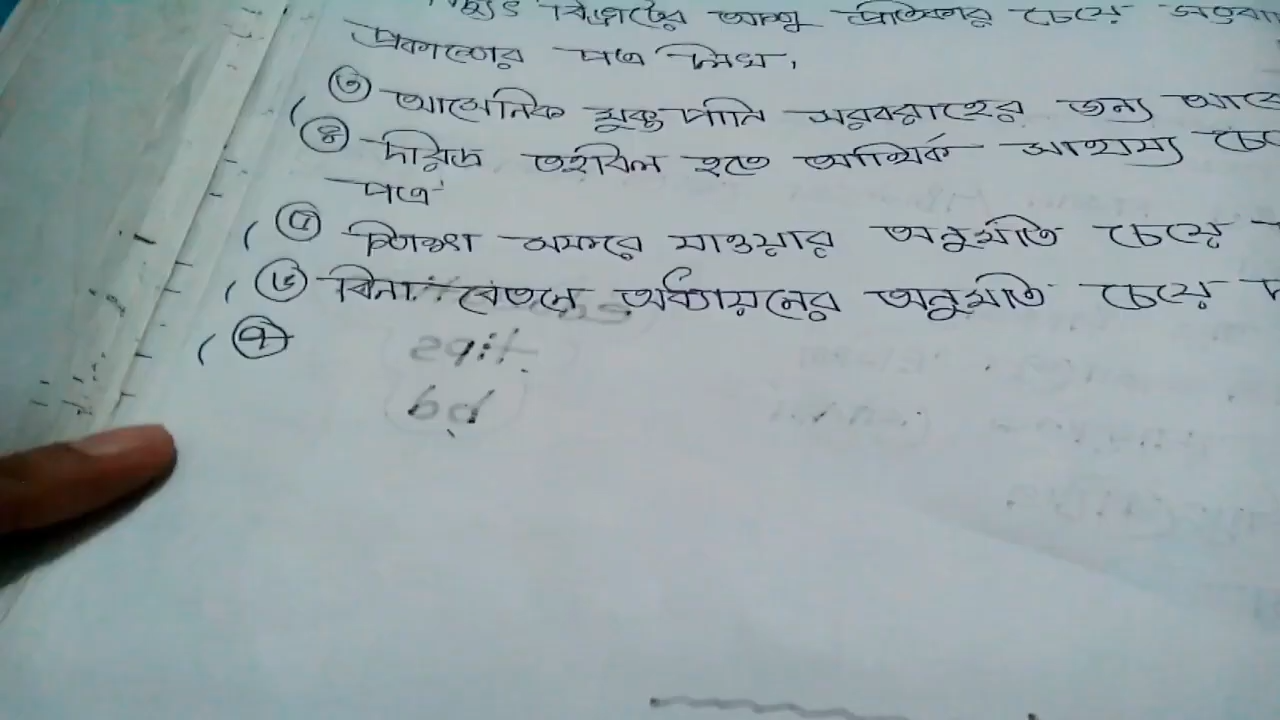 বিভ্রাটের আশু প্রতিকার চেয়ে সংবাদ
প্রকাশের পত্র লিখ।
( ৩ আর্সেনিক মুক্ত পানি সরবরাহের জন্য আবে
( ৪ দরিদ্র তহবিল হতে আর্থিক সাহায্য চে
পত্র
( ৫ শিক্ষা সফরে যাওয়ার অনুমতি চেয়ে
( ৬ বিনা বেতনে অধ্যয়নের অনুমতি চেয়ে
( ৭